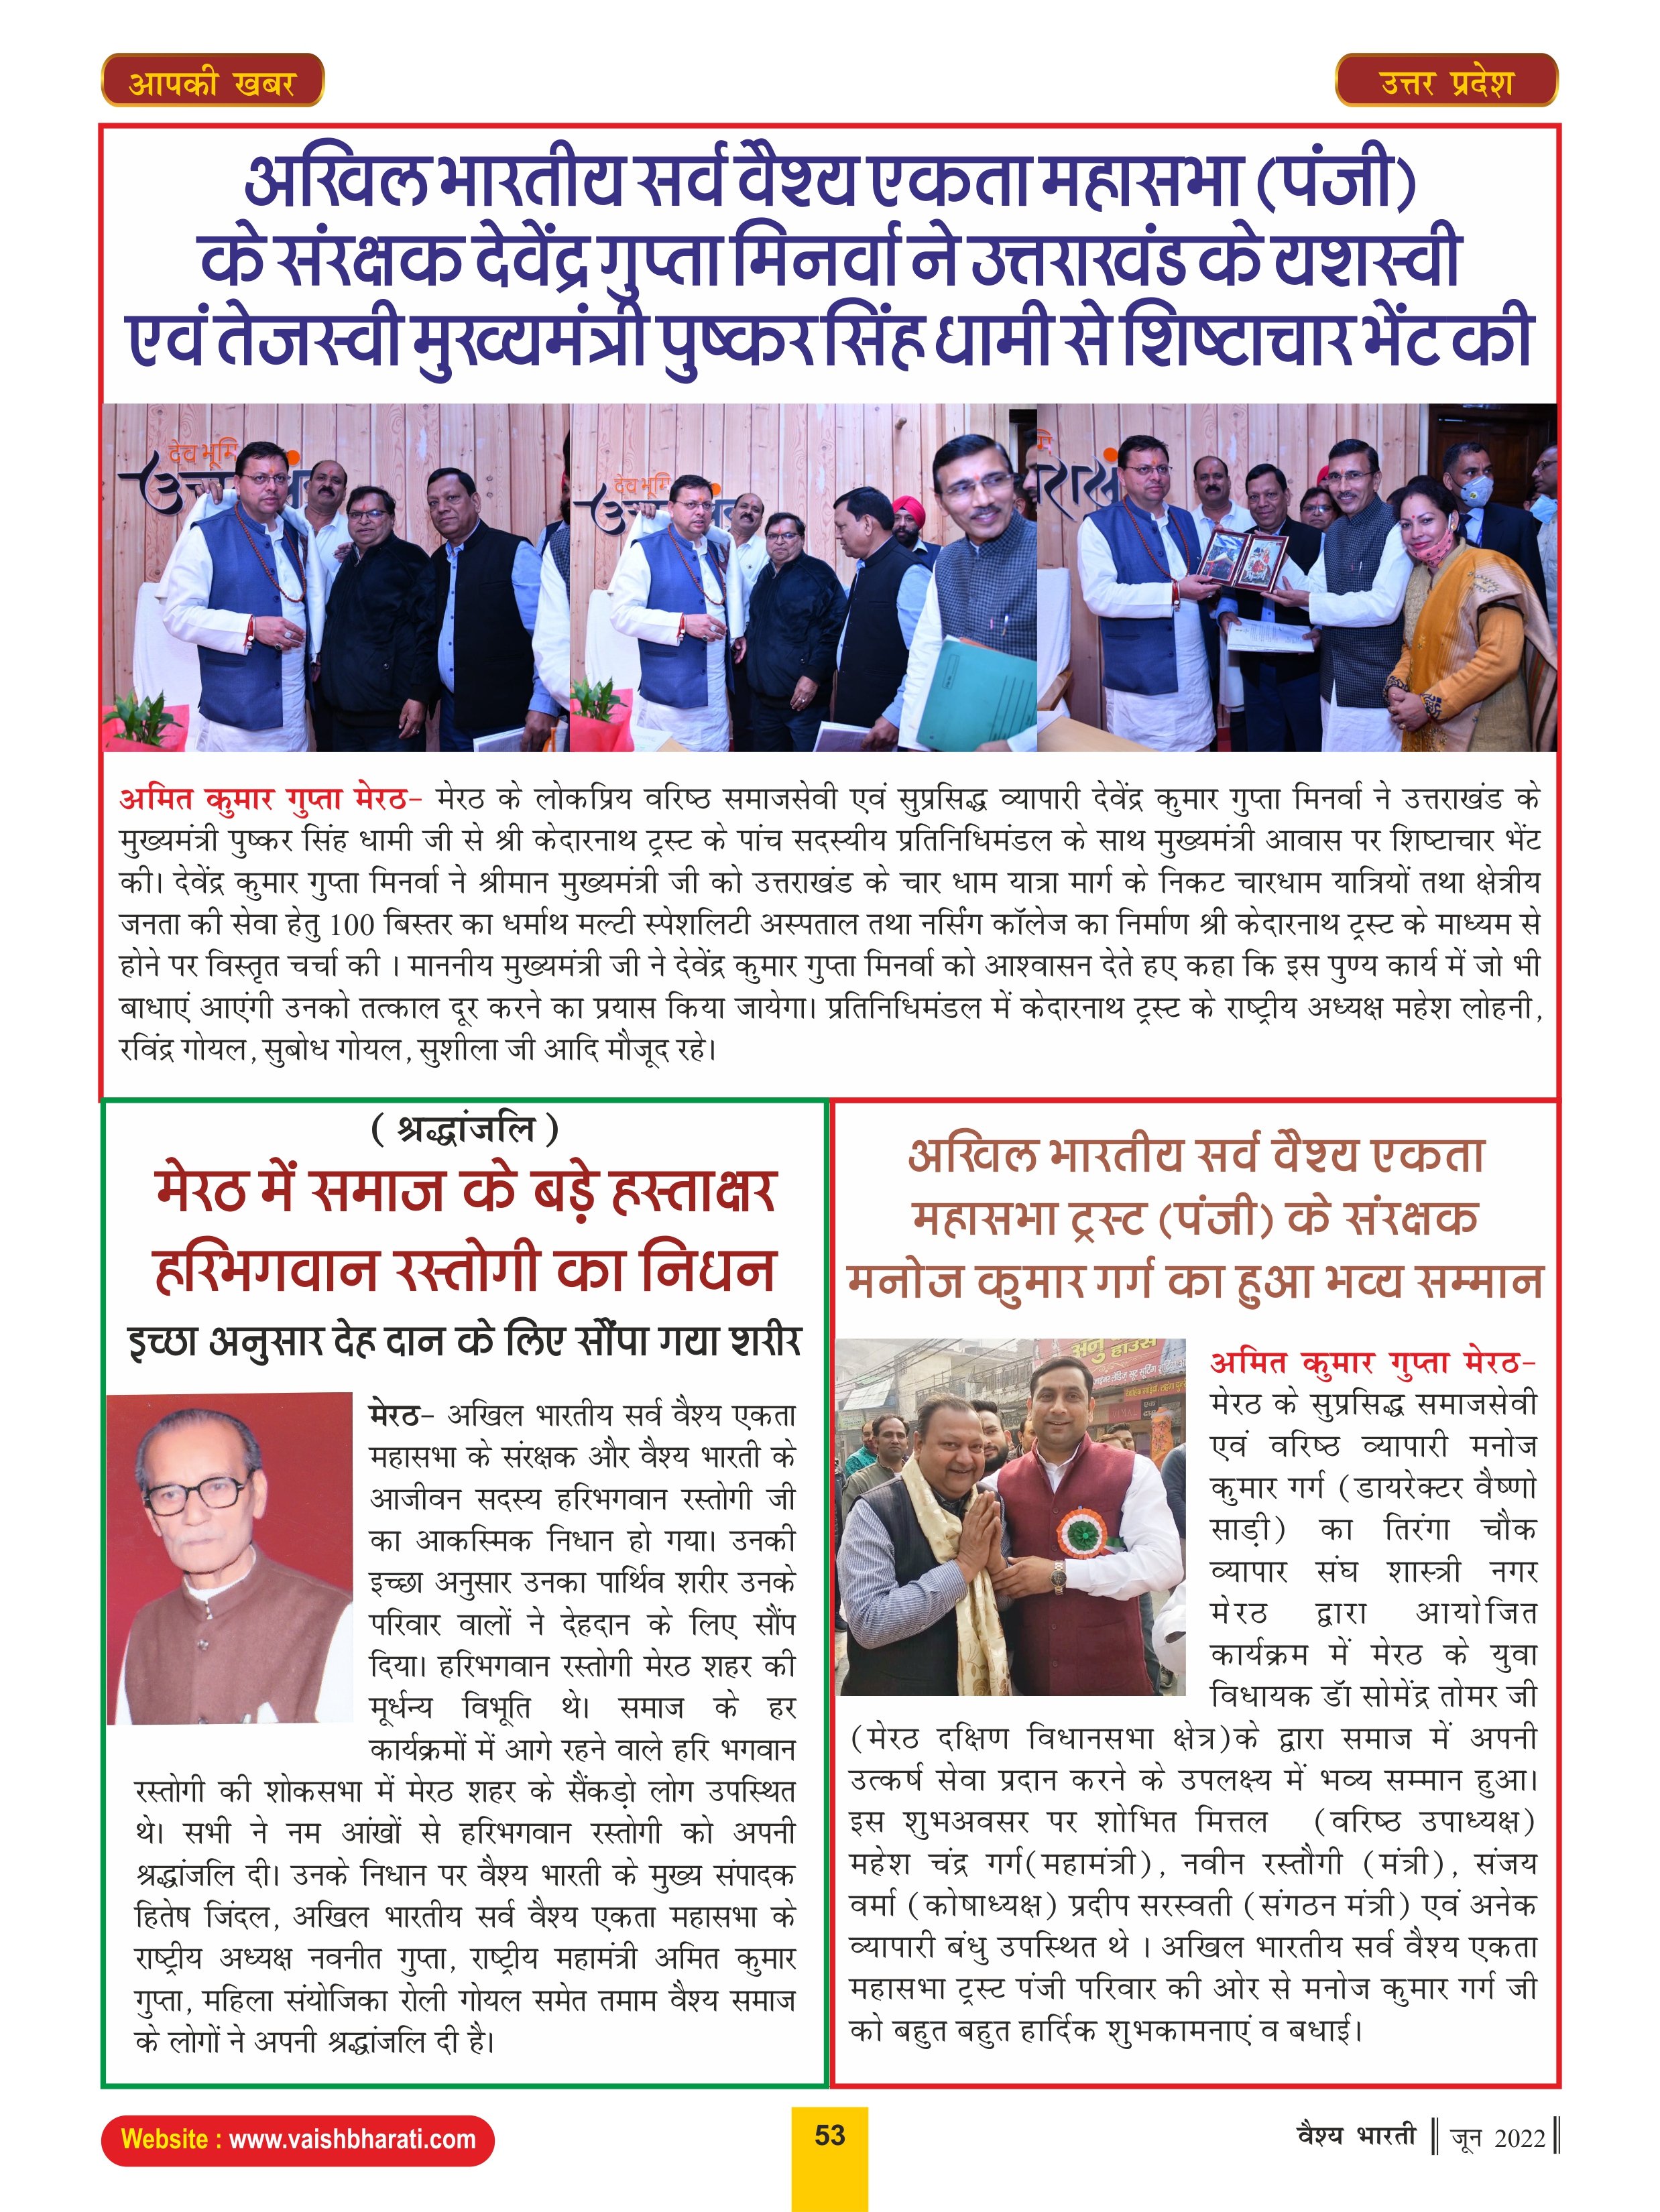 आपकी खबर
उत्तर प्रदेश
अखिल भारतीय सर्व वैश्य एकता महासभा (पंजी)
के संरक्षक देवेंद्र गुप्ता मिनर्वा ने उत्तराखंड के यशस्वी
एवं तेजस्वी मुख्यमंत्री पुष्कर सिंह धामी से शिष्टाचार भेंट की
देव भूमि
देव भूमि
अमित कुमार गुप्ता मेरठ- मेरठ के लोकप्रिय वरिष्ठ समाजसेवी एवं सुप्रसिद्ध व्यापारी देवेंद्र कुमार गुप्ता मिनर्वा ने उत्तराखंड के
मुख्यमंत्री पुष्कर सिंह धामी जी से श्री केदारनाथ ट्रस्ट के पांच सदस्यीय प्रतिनिधिमंडल के साथ मुख्यमंत्री आवास पर शिष्टाचार भेंट
की। देवेंद्र कुमार गुप्ता मिनर्वा ने श्रीमान मुख्यमंत्री जी को उत्तराखंड के चार धाम यात्रा मार्ग के निकट चारधाम यात्रियों तथा क्षेत्रीय
जनता की सेवा हेतु 100 बिस्तर का धर्माथ मल्टी स्पेशलिटी अस्पताल तथा नर्सिंग कॉलेज का निर्माण श्री केदारनाथ ट्रस्ट के माध्यम से
होने पर विस्तृत चर्चा की । माननीय मुख्यमंत्री जी ने देवेंद्र कुमार गुप्ता मिनर्वा को आश्वासन देते हए कहा कि इस पुण्य कार्य में जो भी
बाधाएं आएंगी उनको तत्काल दूर करने का प्रयास किया जायेगा। प्रतिनिधिमंडल में केदारनाथ ट्रस्ट के राष्ट्रीय अध्यक्ष महेश लोहनी,
रविंद्र गोयल, सुबोध गोयल, सुशीला जी आदि मौजूद रहे।
( श्रद्धांजलि )
मेरठ में समाज के बड़े हस्ताक्षर
हरिभगवान रस्तोगी का निधन
इच्छा अनुसार देह दान के लिए सौंपा गया शरीर
मेरठ- अखिल भारतीय सर्व वैश्य एकता
महासभा के संरक्षक और वैश्य भारती के
आजीवन सदस्य हरिभगवान रस्तोगी जी
का आकस्मिक निधान हो गया। उनकी
इच्छा अनुसार उनका पार्थिव शरीर उनके
परिवार वालों ने देहदान के लिए सौंप
दिया। हरिभगवान रस्तोगी मेरठ शहर की
मूर्धन्य विभूति थे। समाज के हर
कार्यक्रमों में आगे रहने वाले हरि भगवान
रस्तोगी की शोकसभा में मेरठ शहर के सैंकड़ो लोग उपस्थित
थे। सभी ने नम आंखों से हरिभगवान रस्तोगी को अपनी
श्रद्धांजलि दी। उनके निधान पर वैश्य भारती के मुख्य संपादक
हितेष जिंदल, अखिल भारतीय सर्व वैश्य एकता महासभा के
राष्ट्रीय अध्यक्ष नवनीत गुप्ता, राष्ट्रीय महामंत्री अमित कुमार
गुप्ता, महिला संयोजिका रोली गोयल समेत तमाम वैश्य समाज
के लोगों ने अपनी श्रद्धांजलि दी है।
अखिल भारतीय सर्व वैश्य एकता
महासभा ट्रस्ट (पंजी) के संरक्षक
मनोज कुमार गर्ग का हुआ भव्य सम्मान
हाउस
अमित कुमार गुप्ता मेरठ-
मेरठ के सुप्रसिद्ध समाजसेवी
एवं वरिष्ठ व्यापारी मनोज
कुमार गर्ग (डायरेक्टर वैष्णो
साड़ी) का तिरंगा चौक
व्यापार संघ शास्त्री नगर
मेरठ द्वारा आयोजित
कार्यक्रम में मेरठ के युवा
विधायक डॉ सोमेंद्र तोमर जी
(मेरठ दक्षिण विधानसभा क्षेत्र)के द्वारा समाज में अपनी
उत्कर्ष सेवा प्रदान करने के उपलक्ष्य में भव्य सम्मान हुआ।
इस शुभअवसर पर शोभित मित्तल (वरिष्ठ उपाध्यक्ष)
महेश चंद्र गर्ग(महामंत्री), नवीन रस्तौगी (मंत्री), संजय
वर्मा (कोषाध्यक्ष) प्रदीप सरस्वती (संगठन मंत्री) एवं अनेक
व्यापारी बंधु उपस्थित थे । अखिल भारतीय सर्व वैश्य एकता
महासभा ट्रस्ट पंजी परिवार की ओर से मनोज कुमार गर्ग जी
को बहुत बहुत हार्दिक शुभकामनाएं व बधाई।
Website : www.vaishbharati.com
53
वैश्य भारती || जून 2022 ||